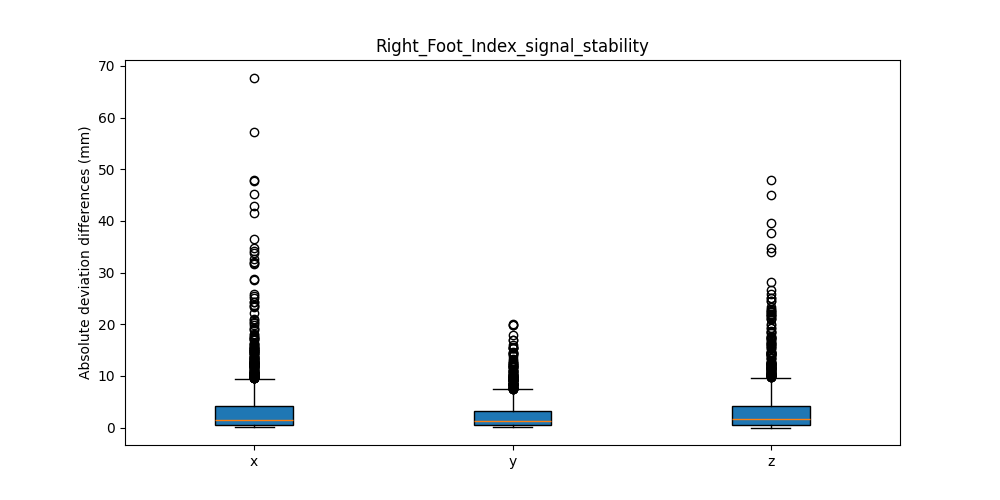 Right_Foot_Index_signal_stability
Absolute deviation differences (mm)
70
60
50
40
30
20
10
0
x y z